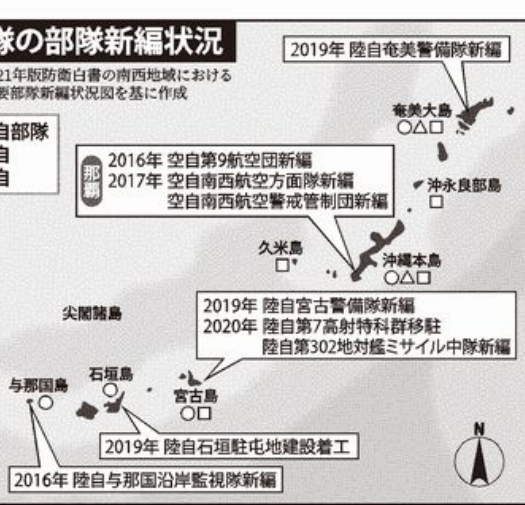 隊の部隊新編状況
21年版防衛白書の南西地域における
要部隊新編状況図を基に作成
自部隊
自
自
2019年 陸自奄美警備隊新編
奄美大島
○△□
那覇
2016年 空自第9航空団新編
2017年 空自南西航空方面隊新編
空自南西航空警戒管制団新編
沖永良部島
□
久米島
□
沖縄本島
○△□
2019年 陸自宮古警備隊新編
2020年 陸自第7高射特科群移駐
陸自第302地対艦ミサイル中隊新編
尖閣諸島
与那国島
○
石垣島
○
宮古島
○□
2019年 陸自石垣駐屯地建設着工
2016年 陸自与那国沿岸監視隊新編
N